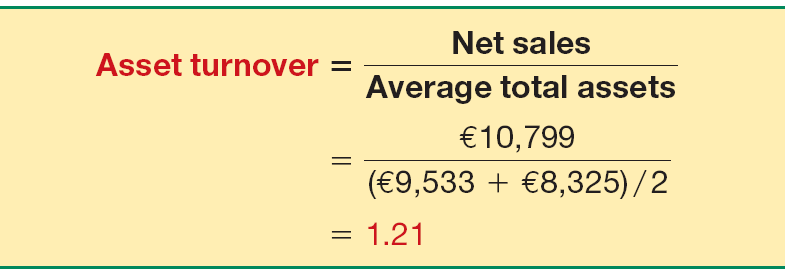 Net sales
Asset turnover =
Average total assets
€10,799
=
(€9,533 + €8,325)/2
= 1.21